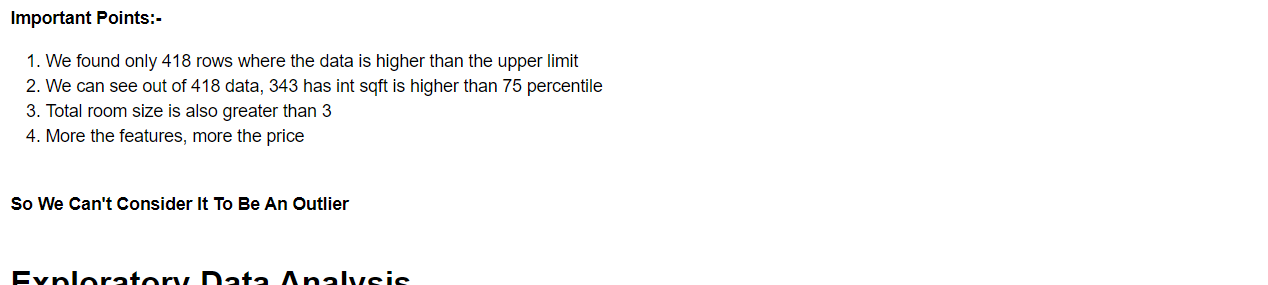 Important Points:-
1. We found only 418 rows where the data is higher than the upper limit
2. We can see out of 418 data, 343 has int sqft is higher than 75 percentile
3. Total room size is also greater than 3
4. More the features, more the price
So We Can't Consider It To Be An Outlier
Exploratory Data Analysis